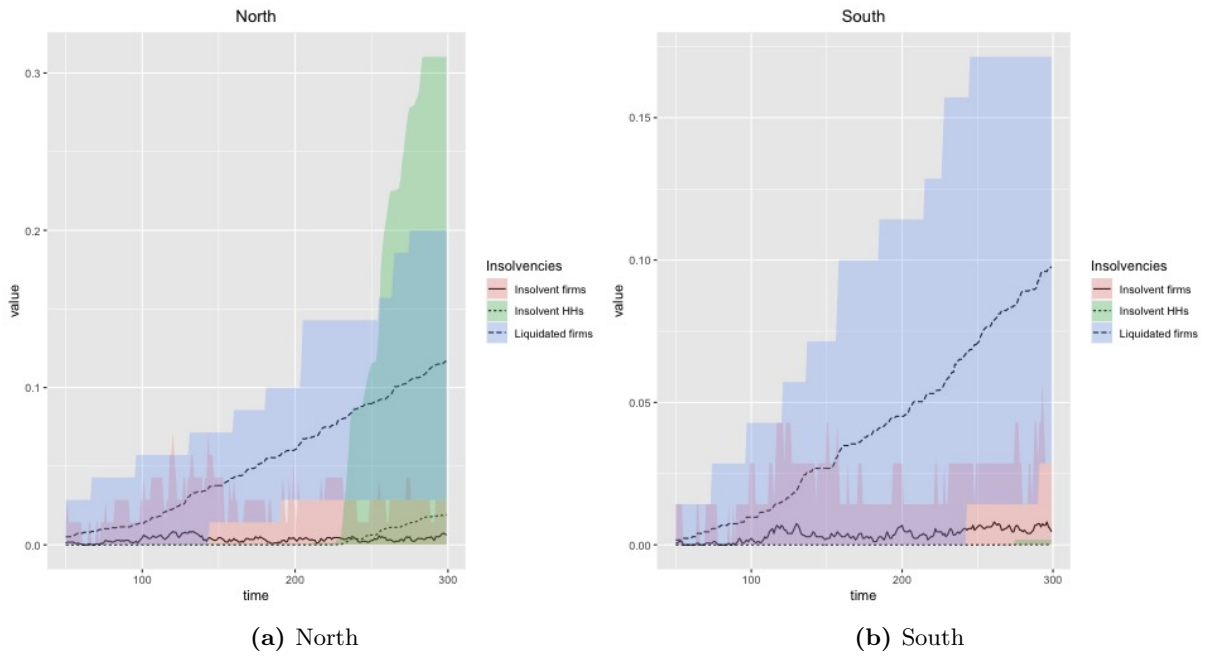 North
value
0.3
0.2
0.1
0.0
100
200
300
time
Insolvencies
Insolvent firms
Insolvent HHs
Liquidated firms
(a) North
South
value
0.15
0.10
0.05
0.00
100
200
300
time
Insolvencies
Insolvent firms
Insolvent HHs
Liquidated firms
(b) South